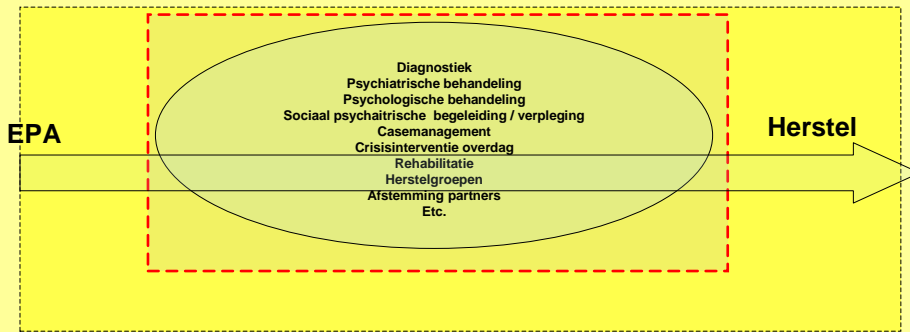 Diagnostiek
Psychiatrische behandeling
Psychologische behandeling
Sociaal psychaitrische begeleiding / verpleging
Casemanagement
Crisisinterventie overdag
Rehabilitatie
Herstelgroepen
Afstemming partners
Etc.
EPA
Herstel